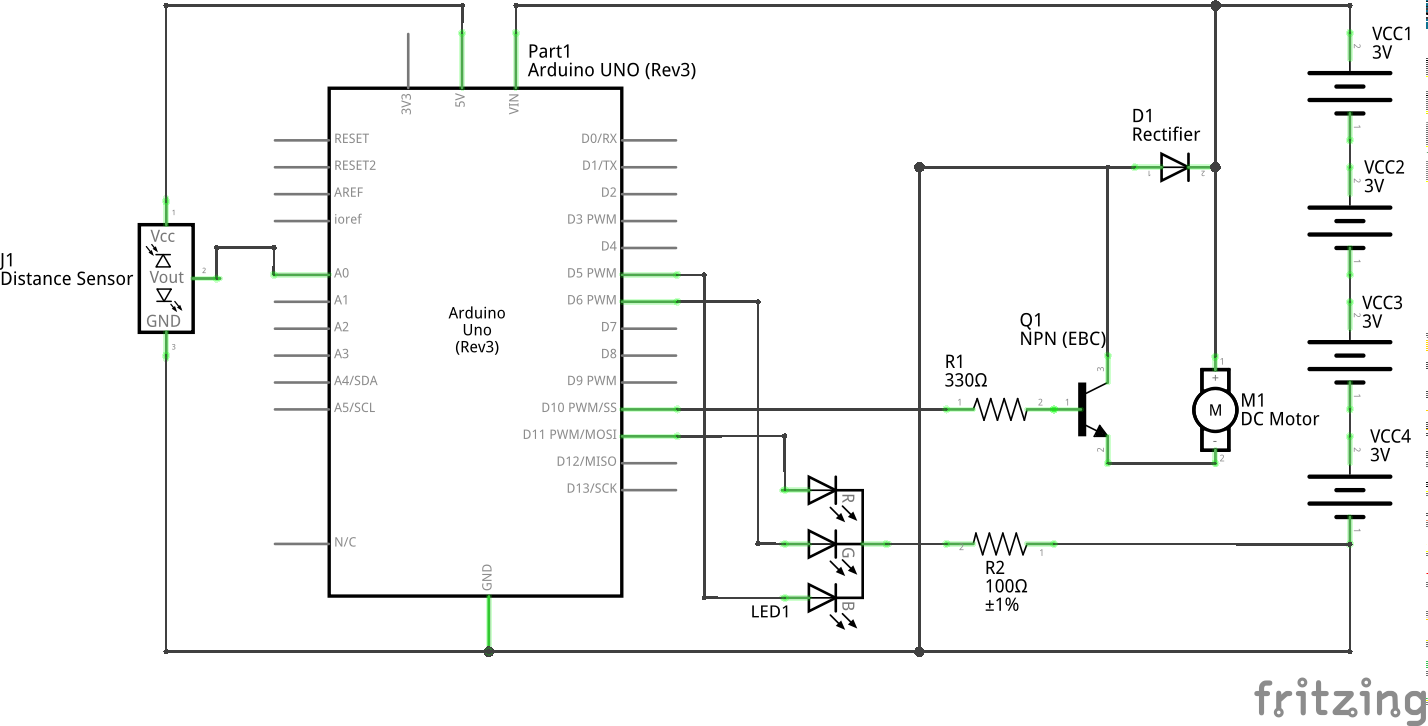 VCC1
3V
Part1
Arduino UNO (Rev3)
3V3
5V
VIN
2
1
D1
Rectifier
1
2
RESET
RESET2
AREF
ioref
A0
A1
A2
A3
A4/SDA
A5/SCL
N/C
GND
D0/RX
D1/TX
D2
D3 PWM
D4
D5 PWM
D6 PWM
D7
D8
D9 PWM
D10 PWM/SS
D11 PWM/MOSI
D12/MISO
D13/SCK
Arduino
Uno
(Rev3)
J1
Distance Sensor
1
Vcc
Vout
2
GND
3
VCC2
3V
2
1
VCC3
3V
2
1
Q1
NPN (EBC)
3
1
2
R1
330Ω
1
2
1
+
M
-
2
M1
DC Motor
VCC4
3V
2
1
R
G
B
LED1
2
1
R2
100Ω
±1%
fritzing